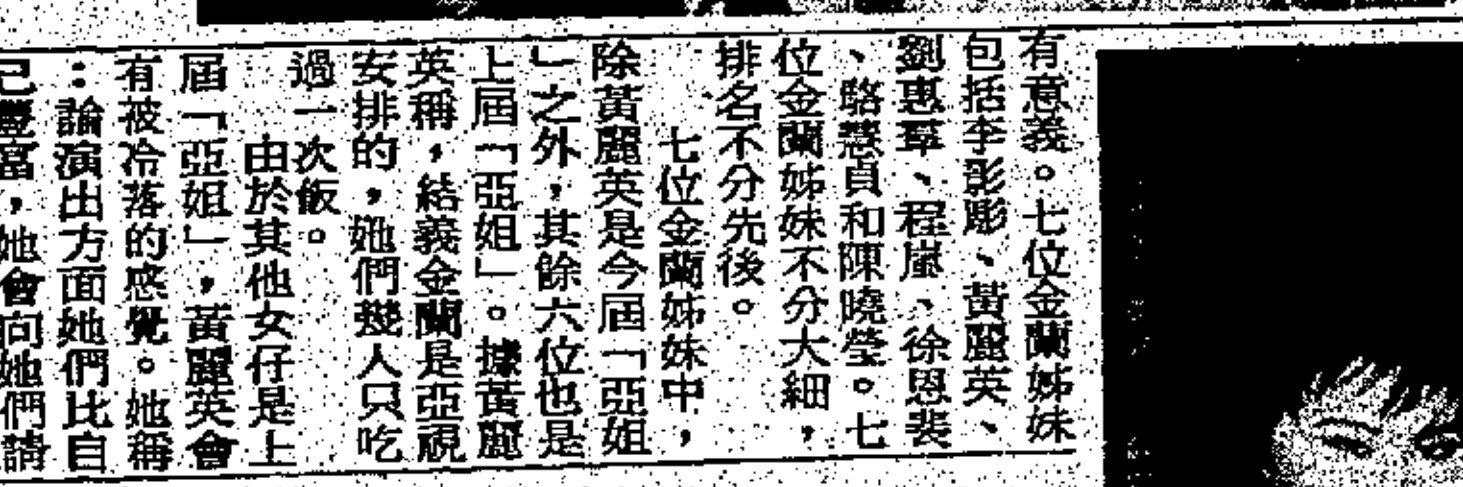 有意義。七位金蘭姊妹
包括李影彫、黃麗英、
劉惠羣、程嵐、徐恩裴
、駱慧貞和陳曉瑩。七
位金蘭姊妹不分大細，
排名不分先後。
七位金蘭姊妹中，
除黃麗英是今屆「亞姐
」之外，其餘六位也是
上屆「亞姐」。據黃麗
英稱，結義金蘭是亞視
安排的，她們幾人只吃
過一次飯。
由於其他女仔是上
屆「亞姐」，黃麗英會
有被冷落的感覺。她稱
：論演出方面她們比自
己豐富，她會向她們請